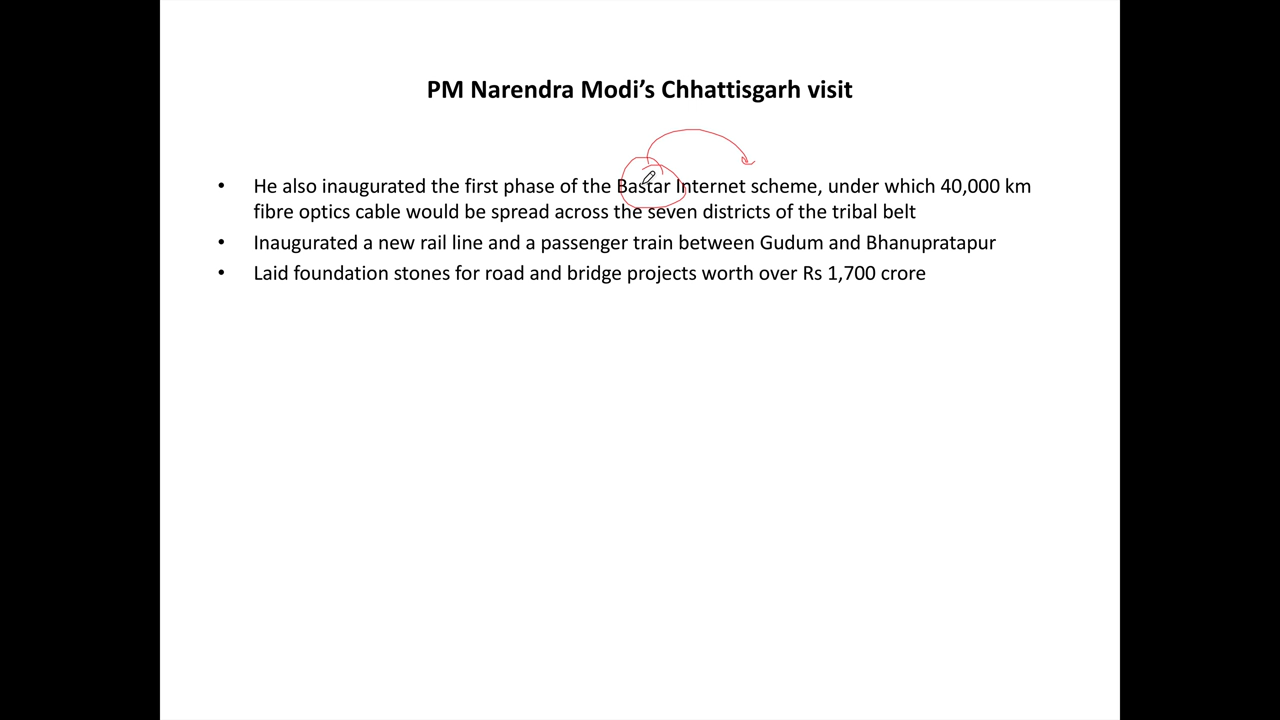 PM Narendra Modi’s Chhattisgarh visit
• He also inaugurated the first phase of the Bastar Internet scheme, under which 40,000 km
fibre optics cable would be spread across the seven districts of the tribal belt
• Inaugurated a new rail line and a passenger train between Gudum and Bhanupratapur
• Laid foundation stones for road and bridge projects worth over Rs 1,700 crore